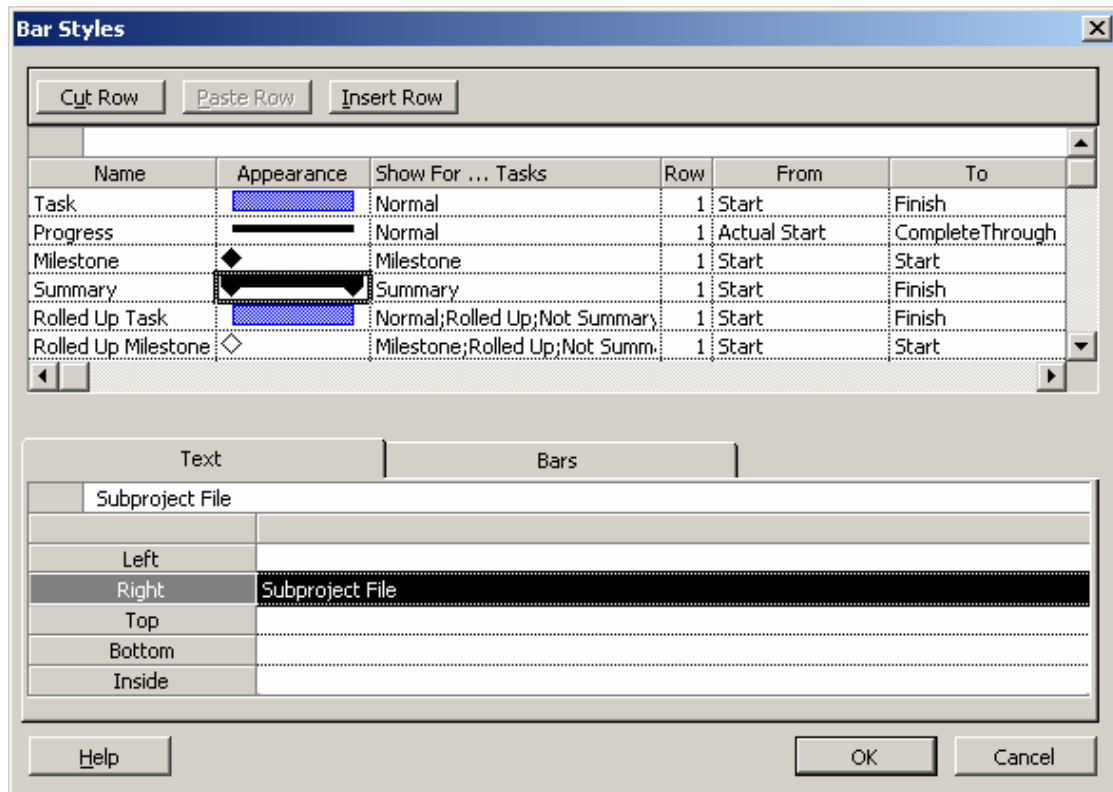 Bar Styles
Cut Row Paste Row Insert Row
Name Appearance Show For ... Tasks Row From To
Task Normal 1 Start Finish
Progress Normal 1 Actual Start CompleteThrough
Milestone Milestone 1 Start Start
Summary Summary 1 Start Finish
Rolled Up Task Normal;Rolled Up;Not Summary 1 Start Finish
Rolled Up Milestone Milestone;Rolled Up;Not Summ 1 Start Start
Text Bars
Subproject File
Left
Right Subproject File
Top
Bottom
Inside
Help OK Cancel